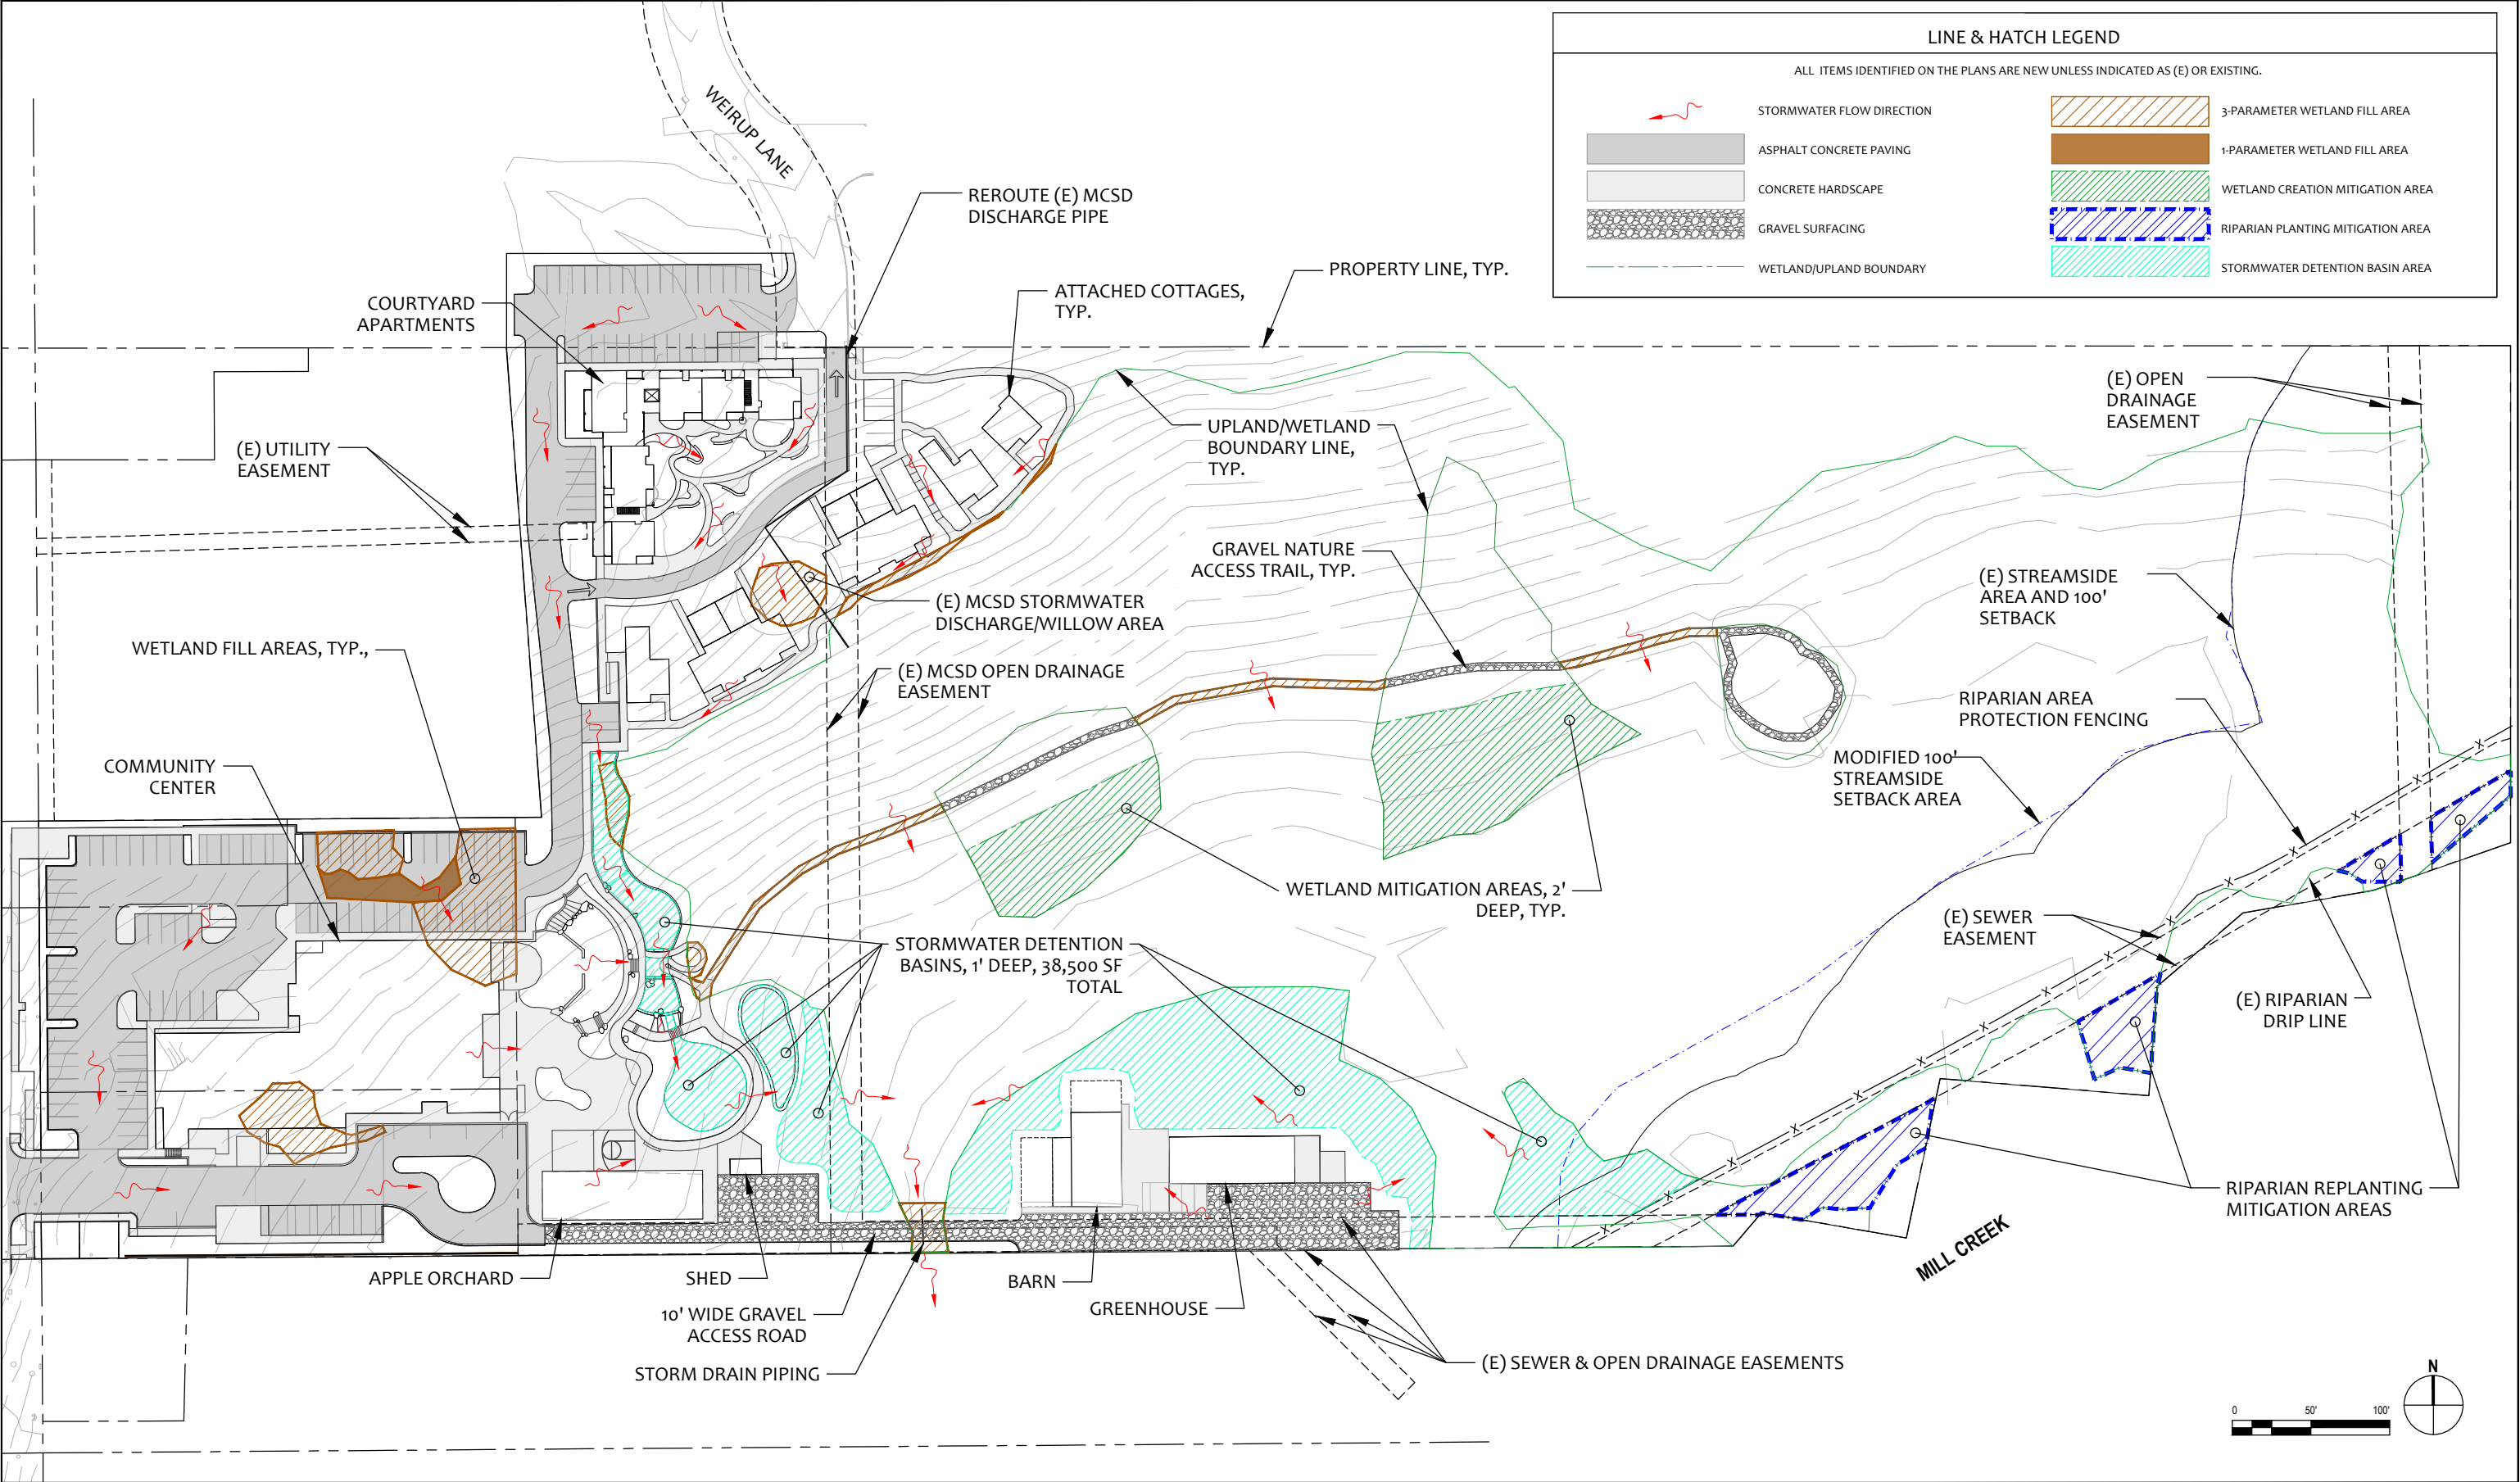 LINE & HATCH LEGEND
ALL ITEMS IDENTIFIED ON THE PLANS ARE NEW UNLESS INDICATED AS (E) OR EXISTING.
STORMWATER FLOW DIRECTION
ASPHALT CONCRETE PAVING
CONCRETE HARDSCAPE
GRAVEL SURFACING
WETLAND/UPLAND BOUNDARY
3-PARAMETER WETLAND FILL AREA
1-PARAMETER WETLAND FILL AREA
WETLAND CREATION MITIGATION AREA
RIPARIAN PLANTING MITIGATION AREA
STORMWATER DETENTION BASIN AREA
WEIRUP LANE
REROUTE (E) MCSD
DISCHARGE PIPE
PROPERTY LINE, TYP.
ATTACHED COTTAGES,
TYP.
COURTYARD
APARTMENTS
(E) OPEN
DRAINAGE
EASEMENT
UPLAND/WETLAND
BOUNDARY LINE,
TYP.
(E) UTILITY
EASEMENT
GRAVEL NATURE
ACCESS TRAIL, TYP.
(E) STREAMSIDE
AREA AND 100'
SETBACK
(E) MCSD STORMWATER
DISCHARGE/WILLOW AREA
WETLAND FILL AREAS, TYP.,
(E) MCSD OPEN DRAINAGE
EASEMENT
RIPARIAN AREA
PROTECTION FENCING
COMMUNITY
CENTER
MODIFIED 100'
STREAMSIDE
SETBACK AREA
WETLAND MITIGATION AREAS, 2'
DEEP, TYP.
(E) SEWER
EASEMENT
STORMWATER DETENTION
BASINS, 1' DEEP, 38,500 SF
TOTAL
(E) RIPARIAN
DRIP LINE
RIPARIAN REPLANTING
MITIGATION AREAS
MILL CREEK
APPLE ORCHARD
SHED
BARN
10' WIDE GRAVEL
ACCESS ROAD
GREENHOUSE
STORM DRAIN PIPING
(E) SEWER & OPEN DRAINAGE EASEMENTS
N
0 50' 100'
X X X X X X X X X X X X X X X